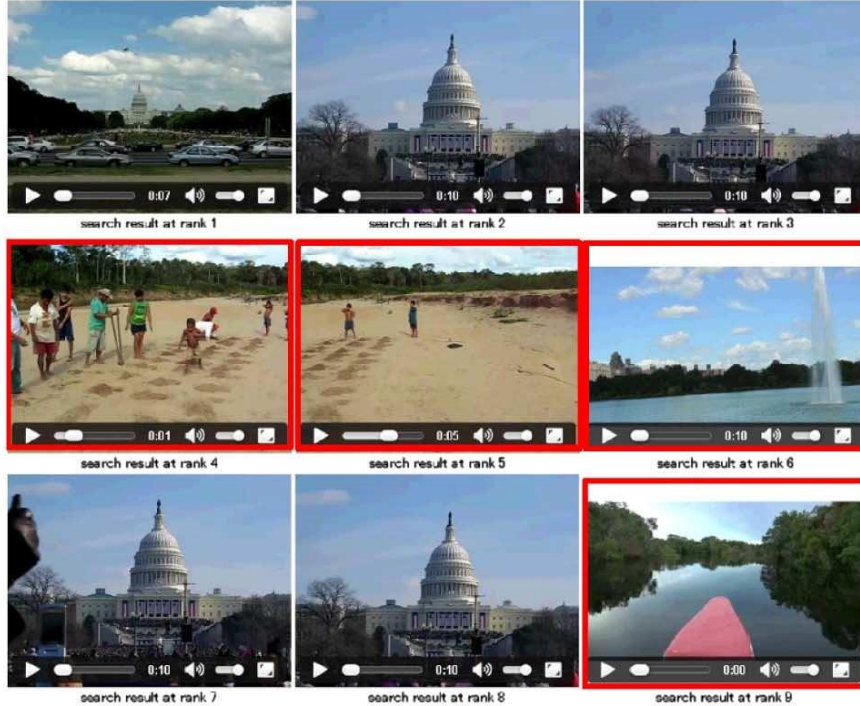 0:07
0:10
0:10
search result at rank 1
search result at rank 2
search result at rank 3
0:01
0:05
0:10
search result at rank 4
search result at rank 5
search result at rank 6
0:10
0:10
0:00
search result at rank 7
search result at rank 8
search result at rank 9